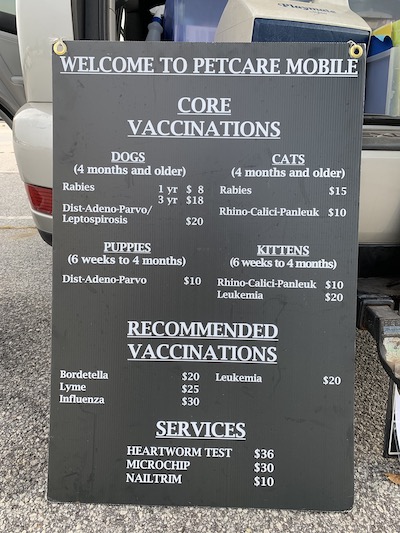 Playmate
WELCOME TO PETCARE MOBILE
CORE
VACCINATIONS
DOGS
(4 months and older)
Rabies 1 yr $ 8
3 yr $18
Dist-Adeno-Parvo/
Leptospirosis $20
CATS
(4 months and older)
Rabies $15
Rhino-Calici-Panleuk $10
PUPPIES
(6 weeks to 4 months)
Dist-Adeno-Parvo $10
KITTENS
(6 weeks to 4 months)
Rhino-Calici-Panleuk $10
Leukemia $20
RECOMMENDED
VACCINATIONS
Bordetella $20
Lyme $25
Influenza $30
Leukemia $20
SERVICES
HEARTWORM TEST $36
MICROCHIP $30
NAILTRIM $10